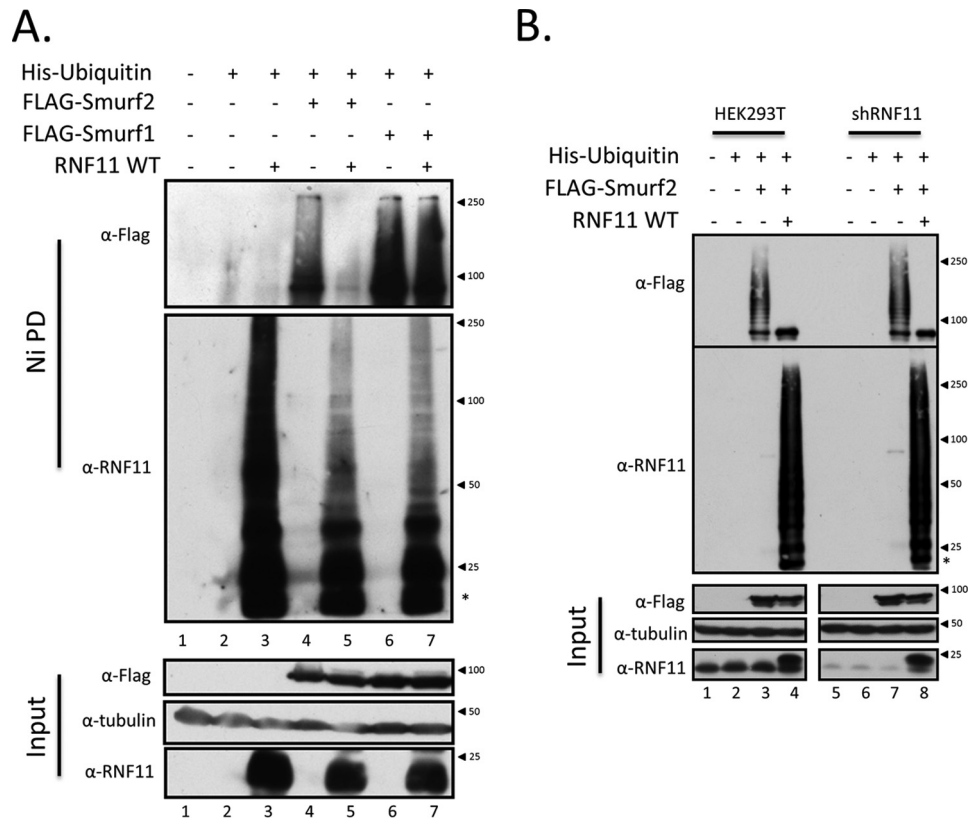 A.
His-Ubiquitin - + + + + + +
FLAG-Smurf2 - - - + + - -
FLAG-Smurf1 - - - - - + +
RNF11 WT - - + - + - +
Ni PD
α-Flag
250
100
α-RNF11
250
100
50
25
*
1 2 3 4 5 6 7
Input
α-Flag
100
α-tubulin
50
α-RNF11
25
1 2 3 4 5 6 7
B.
HEK293T shRNF11
His-Ubiquitin - + + + - + + +
FLAG-Smurf2 - - + + - - + +
RNF11 WT - - - + - - - +
α-Flag
250
100
α-RNF11
250
100
50
25
*
Input
α-Flag
100
α-tubulin
50
α-RNF11
25
1 2 3 4 5 6 7 8